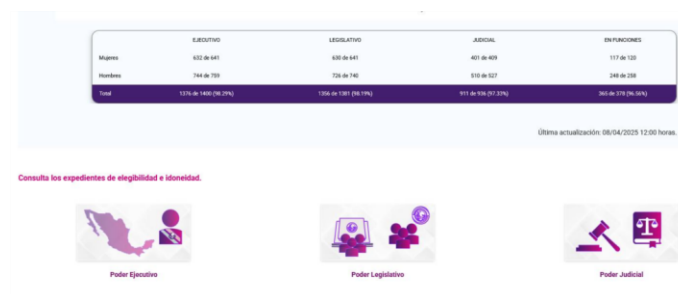 EJECUTIVO LEGISLATIVO JUDICIAL EN FUNCIONES
Mujeres 632 de 641 630 de 641 401 de 409 117 de 120
Hombres 744 de 759 726 de 740 510 de 527 248 de 258
Total 1376 de 1400 (98.29%) 1356 de 1381 (98.19%) 911 de 936 (97.33%) 365 de 378 (96.56%)
Última actualización: 08/04/2025 12:00 horas.
Consulta los expedientes de elegibilidad e idoneidad.
Poder Ejecutivo Poder Legislativo Poder Judicial